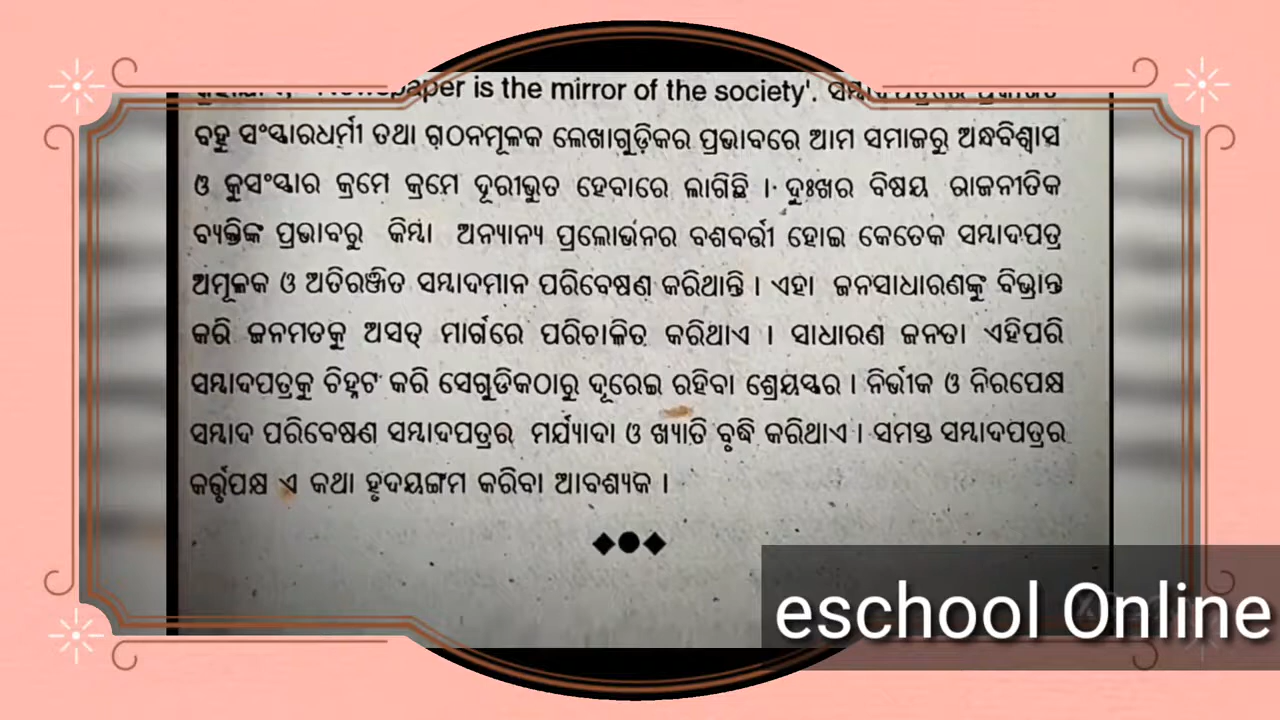 Newspaper is the mirror of the society'.
ବହୁ ସଂସ୍କାରଧର୍ମୀ ତଥା ଗଠନମୂଳକ ଲେଖାଗୁଡ଼ିକର ପ୍ରଭାବରେ ଆମ ସମାଜରୁ ଅନ୍ଧବିଶ୍ୱାସ
ଓ କୁସଂସ୍କାର କ୍ରମେ କ୍ରମେ ଦୂରୀଭୁତ ହେବାରେ ଲାଗିଛି । ଦୁଃଖର ବିଷୟ ରାଜନୀତିକ
ବ୍ୟକ୍ତିଙ୍କ ପ୍ରଭାବରୁ କିମ୍ବା ଅନ୍ୟାନ୍ୟ ପ୍ରଲୋଭନର ବଶବର୍ତ୍ତୀ ହୋଇ କେତେକ ସମ୍ବାଦପତ୍ର
ଅମୂଳକ ଓ ଅତିରଞ୍ଜିତ ସମ୍ବାଦମାନ ପରିବେଷଣ କରିଥାନ୍ତି । ଏହା ଜନସାଧାରଣଙ୍କୁ ବିଭ୍ରାନ୍ତ
କରି ଜନମତକୁ ଅସତ୍ ମାର୍ଗରେ ପରିଚାଳିତ କରିଥାଏ । ସାଧାରଣ ଜନତା ଏହିପରି
ସମ୍ବାଦପତ୍ରକୁ ଚିହ୍ନଟ କରି ସେଗୁଡିକଠାରୁ ଦୂରେଇ ରହିବା ଶ୍ରେୟସ୍କର । ନିର୍ଭୀକ ଓ ନିରପେକ୍ଷ
ସମ୍ବାଦ ପରିବେଷଣ ସମ୍ବାଦପତ୍ରର ମର୍ଯ୍ୟାଦା ଓ ଖ୍ୟାତି ବୃଦ୍ଧି କରିଥାଏ । ସମସ୍ତ ସମ୍ବାଦପତ୍ରର
କର୍ତ୍ତୃପକ୍ଷ ଏ କଥା ହୃଦୟଙ୍ଗମ କରିବା ଆବଶ୍ୟକ ।
eschool Online